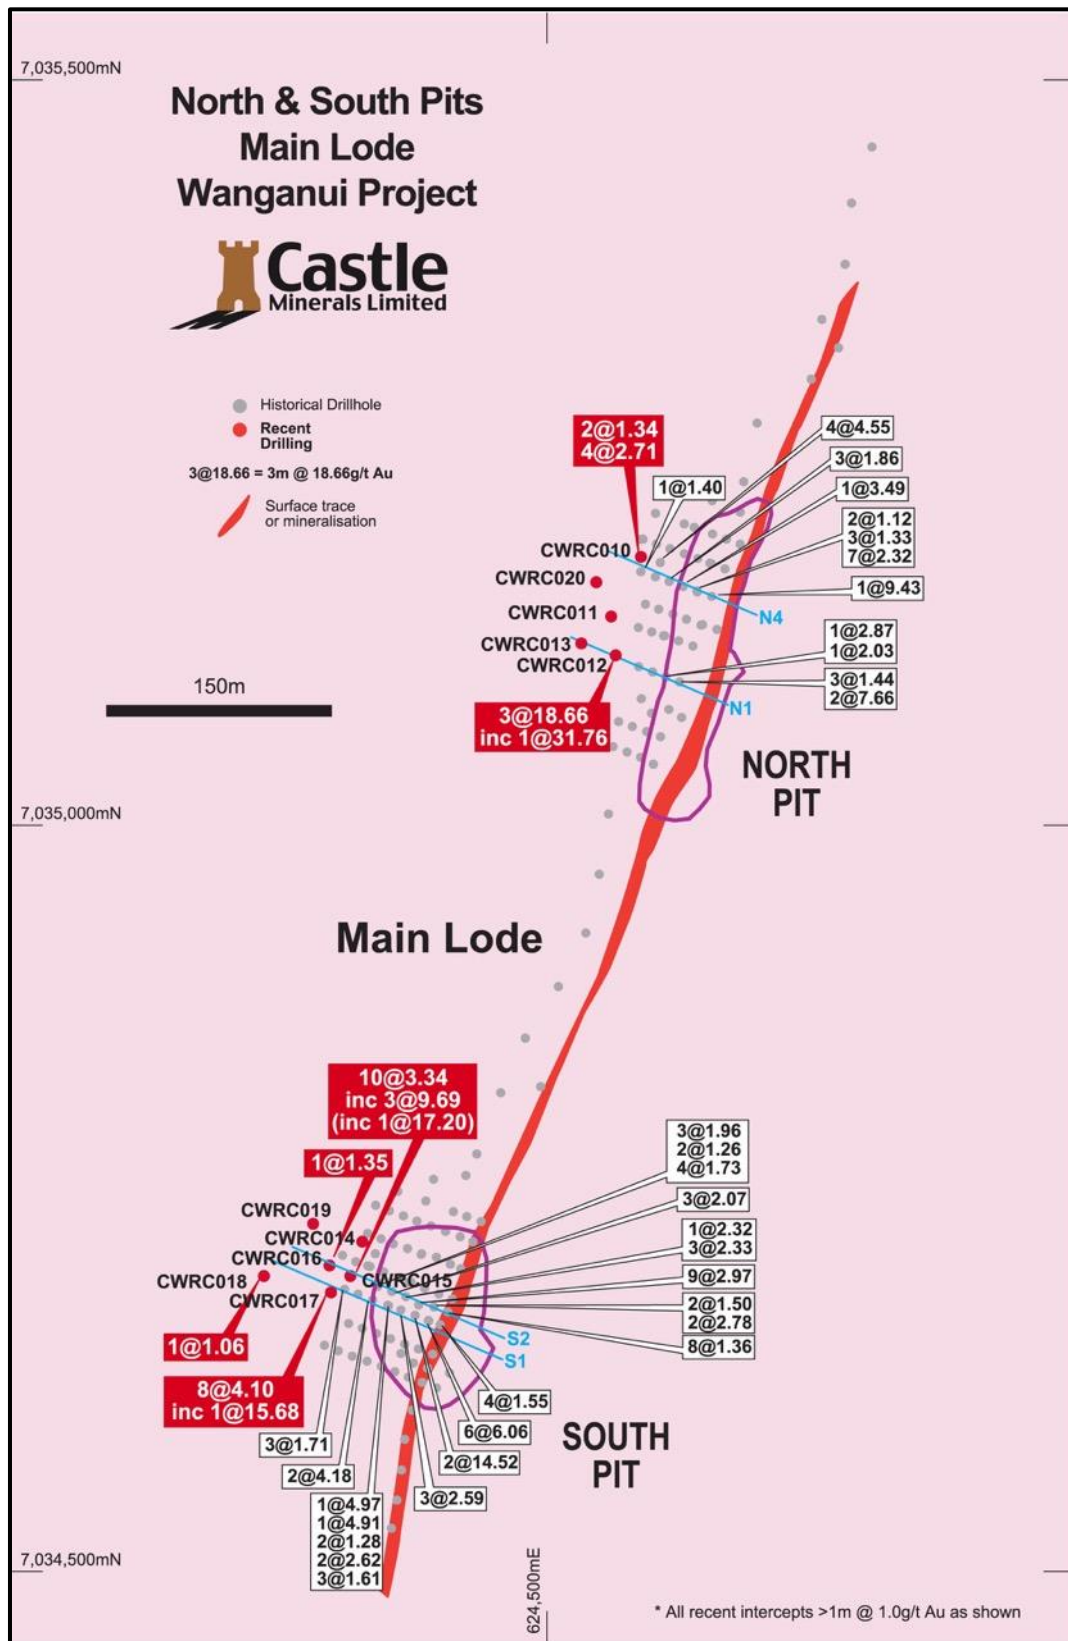 7,035,500mN
North & South Pits
Main Lode
Wanganui Project
Castle
Minerals Limited
Historical Drillhole
Recent
Drilling
3@18.66 = 3m @ 18.66g/t Au
Surface trace
or mineralisation
2@1.34
4@2.71
1@1.40
4@4.55
3@1.86
1@3.49
2@1.12
3@1.33
7@2.32
1@9.43
CWRC010
CWRC020
CWRC011
CWRC013
CWRC012
N4
1@2.87
1@2.03
3@1.44
2@7.66
N1
150m
3@18.66
inc 1@31.76
NORTH
PIT
7,035,000mN
Main Lode
10@3.34
inc 3@9.69
(inc 1@17.20)
1@1.35
3@1.96
2@1.26
4@1.73
3@2.07
1@2.32
3@2.33
9@2.97
2@1.50
2@2.78
8@1.36
CWRC019
CWRC014
CWRC016
CWRC018
CWRC015
CWRC017
S2
S1
1@1.06
8@4.10
inc 1@15.68
4@1.55
6@6.06
2@14.52
3@2.59
3@1.71
2@4.18
1@4.97
1@4.91
2@1.28
2@2.62
3@1.61
SOUTH
PIT
7,034,500mN
624,500mE
* All recent intercepts >1m @ 1.0g/t Au as shown